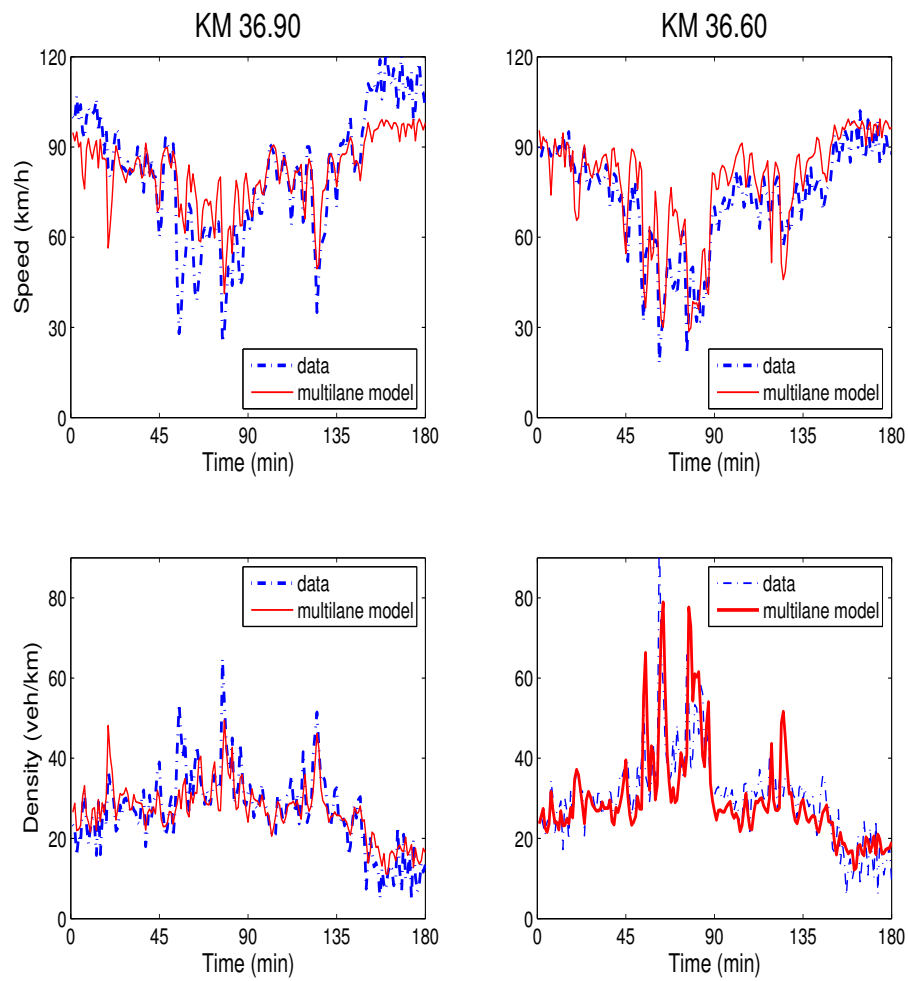 KM 36.90
KM 36.60
120
90
60
30
0
0 45 90 135 180
Speed (km/h)
Time (min)
data
multilane model
120
90
60
30
0
0 45 90 135 180
Time (min)
data
multilane model
80
60
40
20
0
0 45 90 135 180
Density (veh/km)
Time (min)
data
multilane model
80
60
40
20
0
0 45 90 135 180
Time (min)
data
multilane model